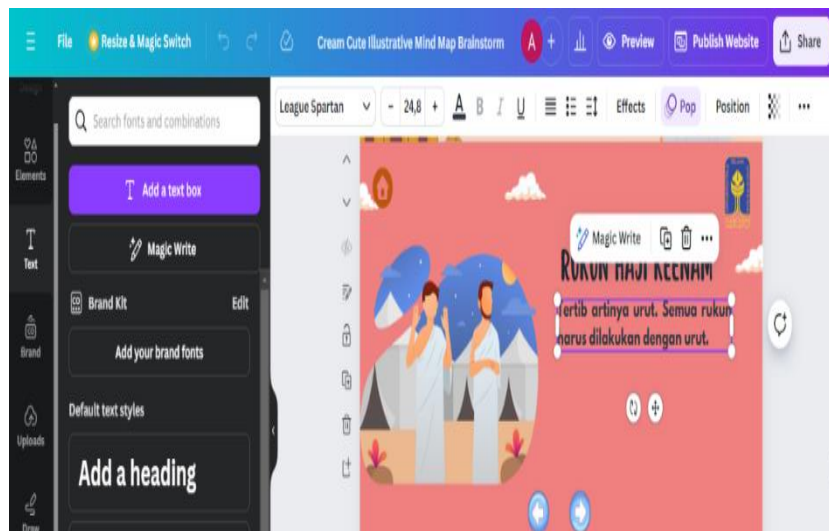 File
Resize & Magic Switch
Cream Cute Illustrative Mind Map Brainstorm
A
+
Preview
Publish Website
Share
Elements
Text
Brand
Uploads
Draw
Search fonts and combinations
T Add a text box
Magic Write
Brand Kit
Edit
Add your brand fonts
Default text styles
Add a heading
League Spartan
- 24,8 +
A B I U
Effects
Pop
Position
Magic Write
RUKUN HAJI KEENAM
Tertib artinya urut. Semua rukun
harus dilakukan dengan urut.